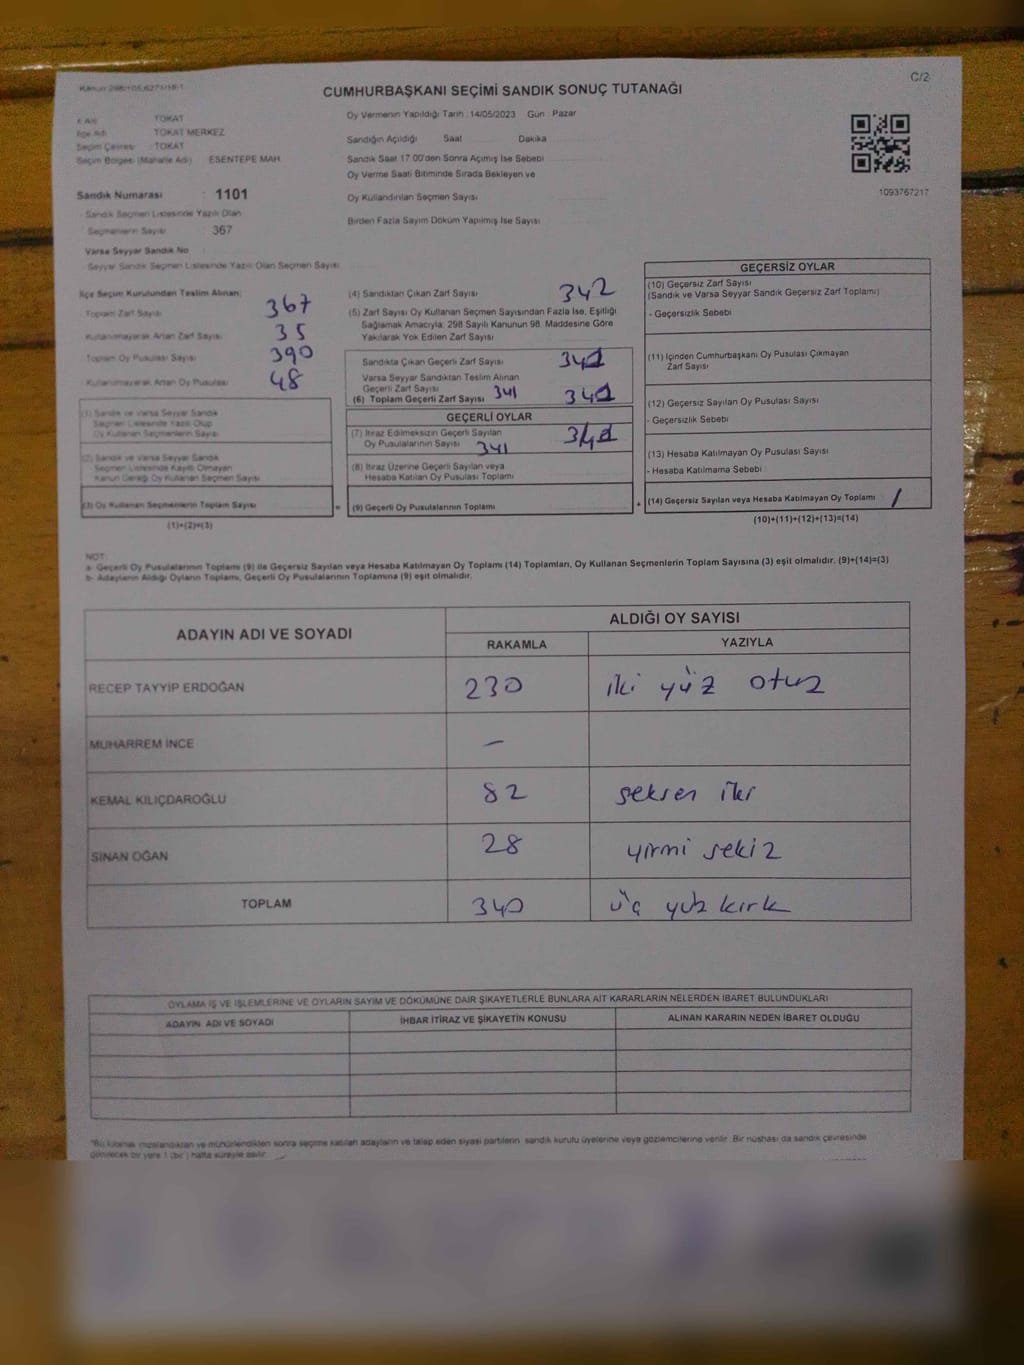 C/2
CUMHURBAŞKANI SEÇİMİ SANDIK SONUÇ TUTANAĞI
İl Adı : TOKAT
İlçe Adı : TOKAT MERKEZ
Seçim Çevresi : TOKAT
Seçim Bölgesi (Mahalle Adı) ESENTEPE MAH
Sandık Numarası : 1101
- Sandık Seçmen Listesinde Yazılı Olan
Seçmenlerin Sayısı 367
Varsa Seyyar Sandık No
- Seyyar Sandık Seçmen Listesinde Yazılı Olan Seçmen Sayısı
Oy Vermenin Yapıldığı Tarih :14/05/2023 Gün : Pazar
Sandığın Açıldığı Saat Dakika
Sandık Saat 17.00'den Sonra Açımış İse Sebebi
Oy Verme Saati Bitiminde Sırada Bekleyen ve
Oy Kullandırılan Seçmen Sayısı
Birden Fazla Sayım Döküm Yapılmış İse Sayısı
1093767217
İlçe Seçim Kurulundan Teslim Alınan:
Toplam Zarf Sayısı 367
Kullanılmayarak Artan Zarf Sayısı 35
Toplam Oy Pusulası Sayısı 390
Kullanılmayarak Artan Oy Pusulası 48
(1) Sandık ve Varsa Seyyar Sandık
Seçmen Listesinde Yazılı Olup
Oy Kullanan Seçmenlerin Sayısı
(2) Sandık ve Varsa Seyyar Sandık
Seçmen Listesinde Kayıtlı Olmayan
Kanun Gereği Oy Kullanan Seçmen Sayısı
(3) Oy Kullanan Seçmenlerin Toplam Sayısı =
(1)+(2)=(3)
(4) Sandıktan Çıkan Zarf Sayısı 342
(5) Zarf Sayısı Oy Kullanan Seçmen Sayısından Fazla İse, Eşitliği
Sağlamak Amacıyla; 298 Sayılı Kanunun 98. Maddesine Göre
Yakılarak Yok Edilen Zarf Sayısı
Sandıkta Çıkan Geçerli Zarf Sayısı 341
Varsa Seyyar Sandıktan Teslim Alınan
Geçerli Zarf Sayısı
(6) Toplam Geçerli Zarf Sayısı 341 341
GEÇERLİ OYLAR
(7) İtiraz Edilmeksizin Geçerli Sayılan
Oy Pusulalarının Sayısı 341 341
(8) İtiraz Üzerine Geçerli Sayılan veya
Hesaba Katılan Oy Pusulası Toplamı
(9) Geçerli Oy Pusulalarının Toplamı +
GEÇERSİZ OYLAR
(10) Geçersiz Zarf Sayısı
(Sandık ve Varsa Seyyar Sandık Geçersiz Zarf Toplamı)
- Geçersizlik Sebebi
(11) İçinden Cumhurbaşkanı Oy Pusulası Çıkmayan
Zarf Sayısı
(12) Geçersiz Sayılan Oy Pusulası Sayısı
- Geçersizlik Sebebi
(13) Hesaba Katılmayan Oy Pusulası Sayısı
- Hesaba Katılmama Sebebi
(14) Geçersiz Sayılan veya Hesaba Katılmayan Oy Toplamı /
(10)+(11)+(12)+(13)=(14)
NOT:
a- Geçerli Oy Pusulalarının Toplamı (9) ile Geçersiz Sayılan veya Hesaba Katılmayan Oy Toplamı (14) Toplamları, Oy Kullanan Seçmenlerin Toplam Sayısına (3) eşit olmalıdır. (9)+(14)=(3)
b- Adayların Aldığı Oyların Toplamı, Geçerli Oy Pusulalarının Toplamına (9) eşit olmalıdır.
ADAYIN ADI VE SOYADI ALDIĞI OY SAYISI
RAKAMLA YAZIYLA
RECEP TAYYİP ERDOĞAN 230 iki yüz otuz
MUHARREM İNCE –
KEMAL KILIÇDAROĞLU 82 seksen iki
SİNAN OĞAN 28 yirmi sekiz
TOPLAM 340 üç yüz kırk
OYLAMA İŞ VE İŞLEMLERİNE VE OYLARIN SAYIM VE DÖKÜMÜNE DAİR ŞİKAYETLERLE BUNLARA AİT KARARLARIN NELERDEN İBARET BULUNDUKLARI
ADAYIN ADI VE SOYADI İHBAR İTİRAZ VE ŞİKAYETİN KONUSU ALINAN KARARIN NEDEN İBARET OLDUĞU
*Bu tutanak imzalandıktan ve mühürlendikten sonra seçime katılan adayların ve talep eden siyasi partilerin sandık kurulu üyelerine veya gözlemcilerine verilir. Bir nüshası da sandık çevresinde
görülecek bir yere 1 (bir) hafta süreyle asılır.